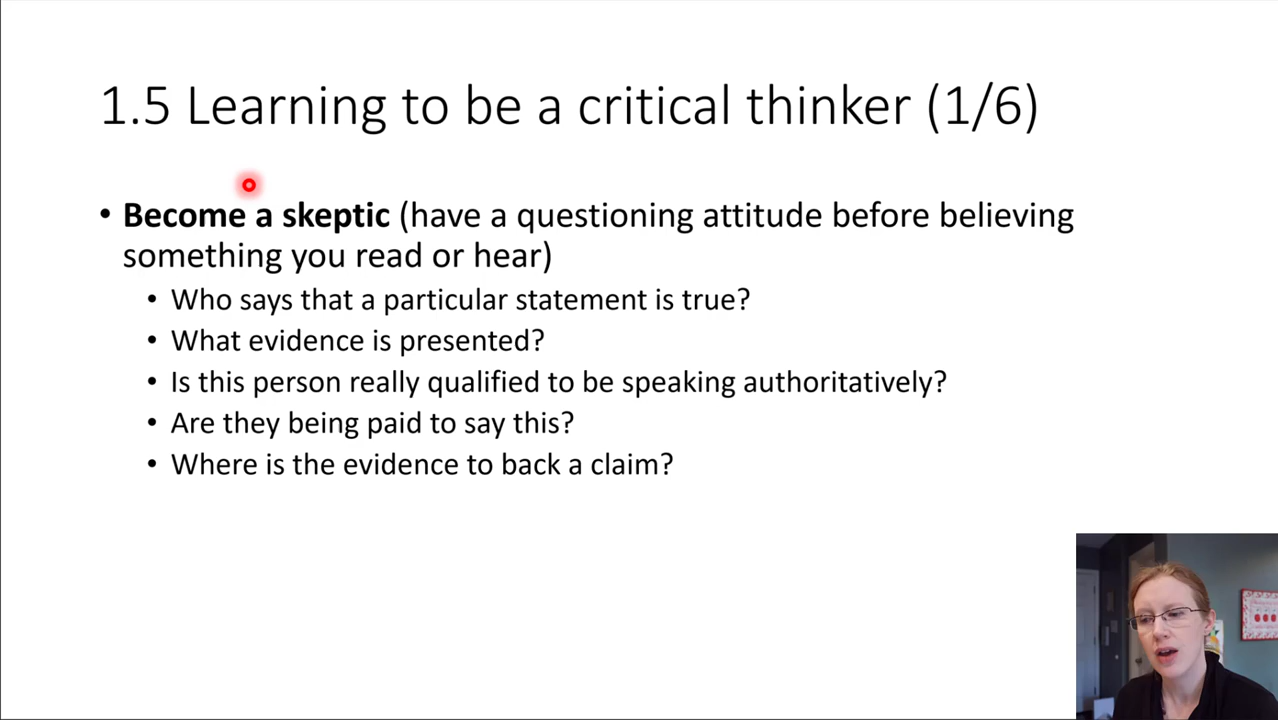 1.5 Learning to be a critical thinker (1/6)
• Become a skeptic (have a questioning attitude before believing
something you read or hear)
• Who says that a particular statement is true?
• What evidence is presented?
• Is this person really qualified to be speaking authoritatively?
• Are they being paid to say this?
• Where is the evidence to back a claim?